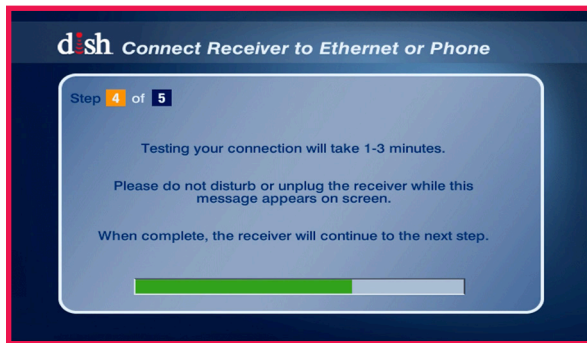 dish Connect Receiver to Ethernet or Phone
Step 4 of 5
Testing your connection will take 1-3 minutes.
Please do not disturb or unplug the receiver while this
message appears on screen.
When complete, the receiver will continue to the next step.